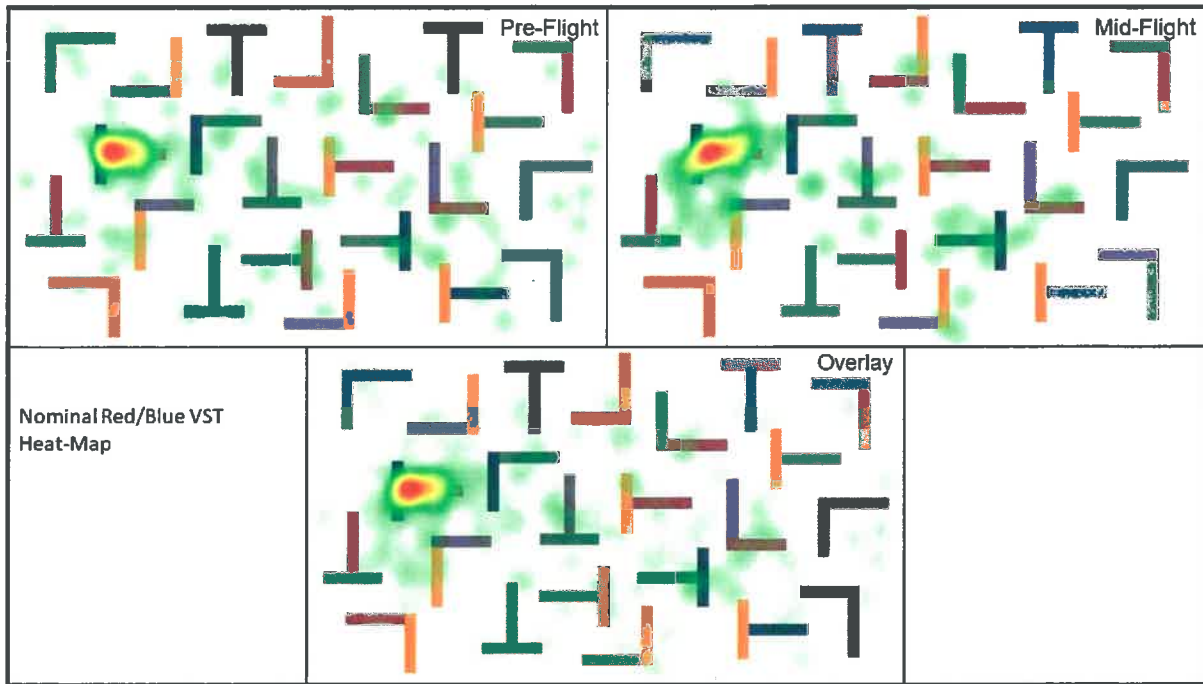 Pre-Flight
Mid-Flight
Nominal Red/Blue VST
Heat-Map
Overlay